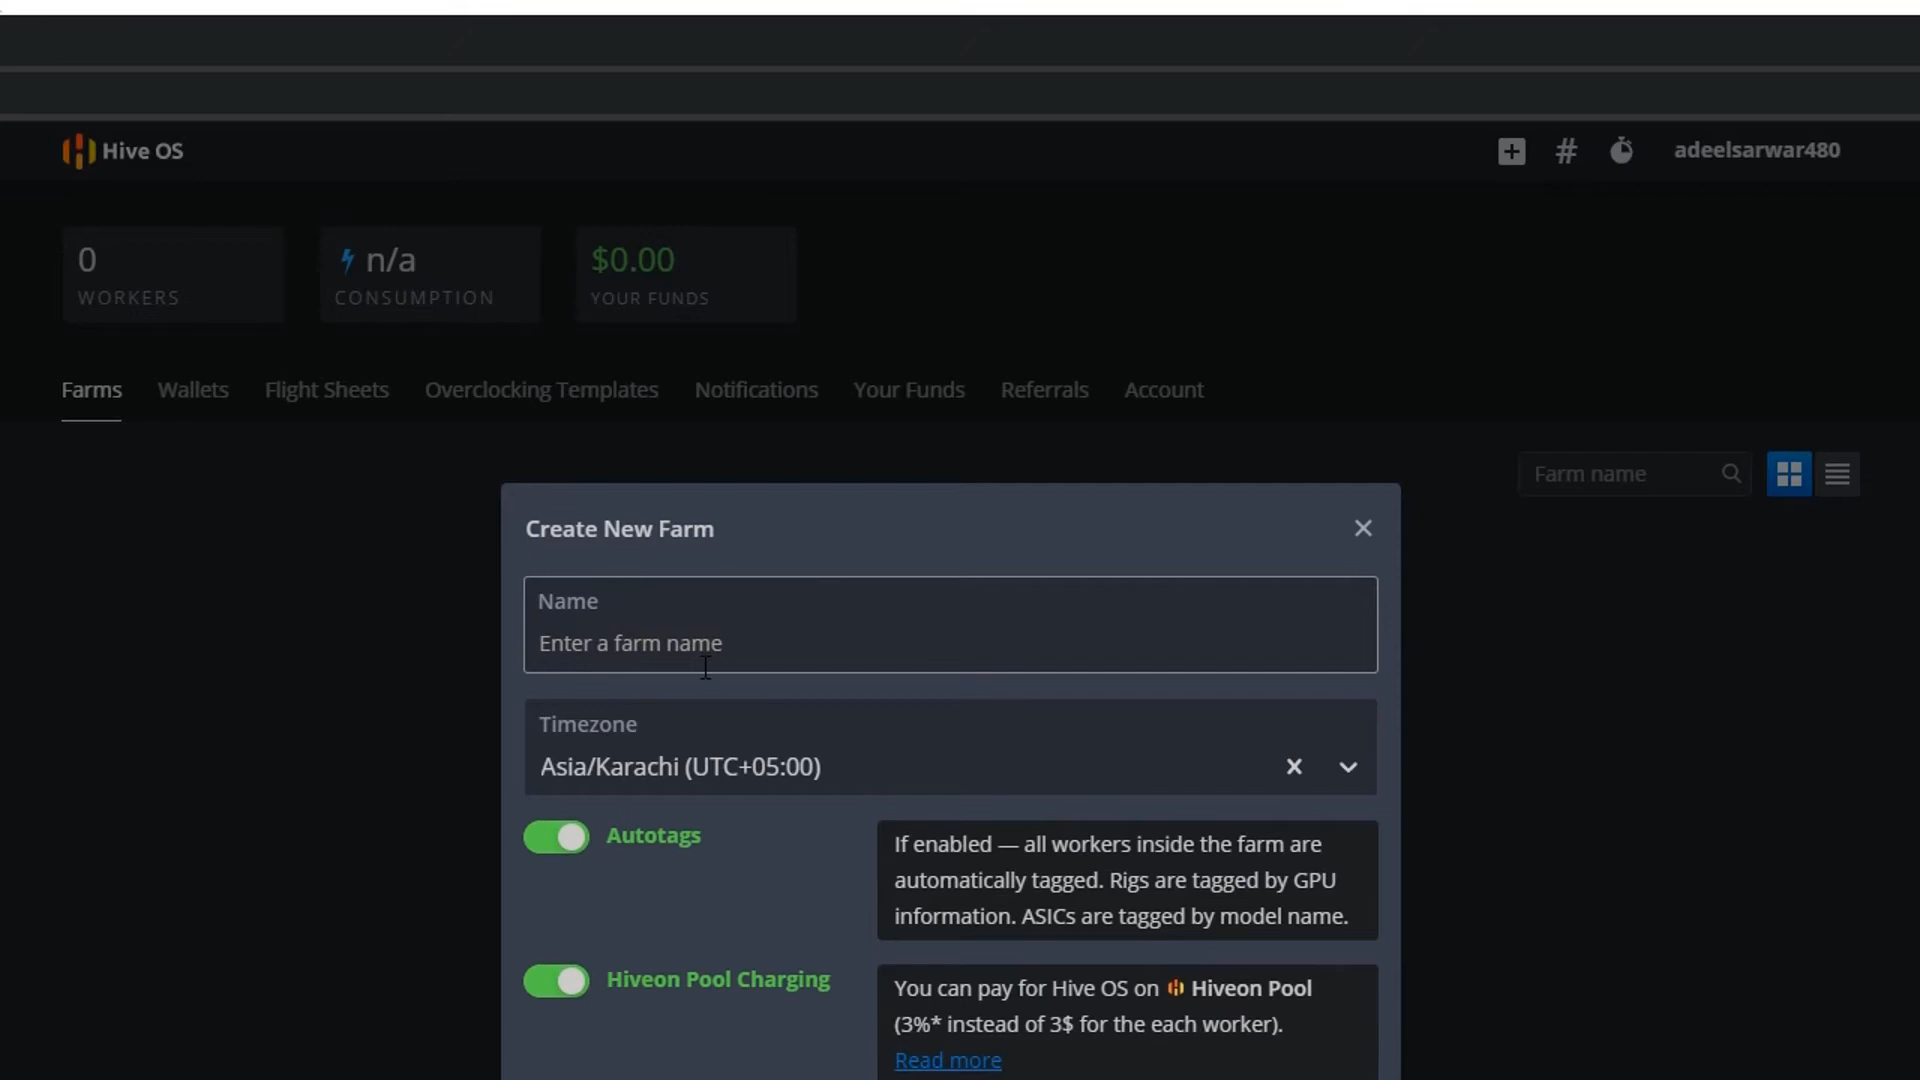 Hive OS
adeelsarwar480
0
WORKERS
n/a
CONSUMPTION
$0.00
YOUR FUNDS
Farms Wallets Flight Sheets Overclocking Templates Notifications Your Funds Referrals Account
Farm name
Create New Farm
Name
Enter a farm name
Timezone
Asia/Karachi (UTC+05:00)
Autotags
If enabled — all workers inside the farm are
automatically tagged. Rigs are tagged by GPU
information. ASICs are tagged by model name.
Hiveon Pool Charging
You can pay for Hive OS on Hiveon Pool
(3%* instead of 3$ for the each worker).
Read more